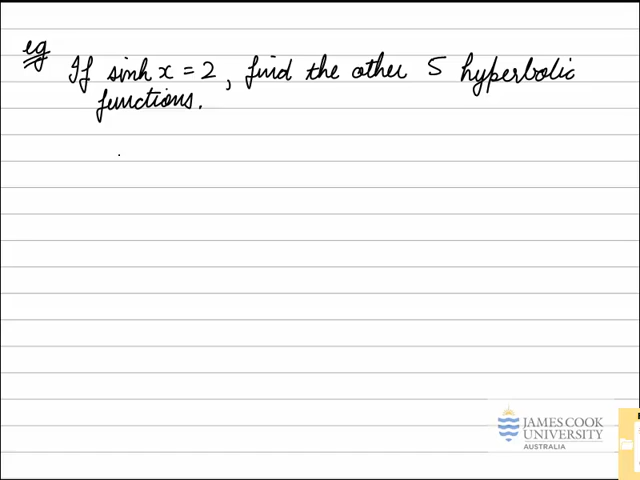 eg
If sinh x = 2, find the other 5 hyperbolic
functions.
JAMES COOK
UNIVERSITY
AUSTRALIA